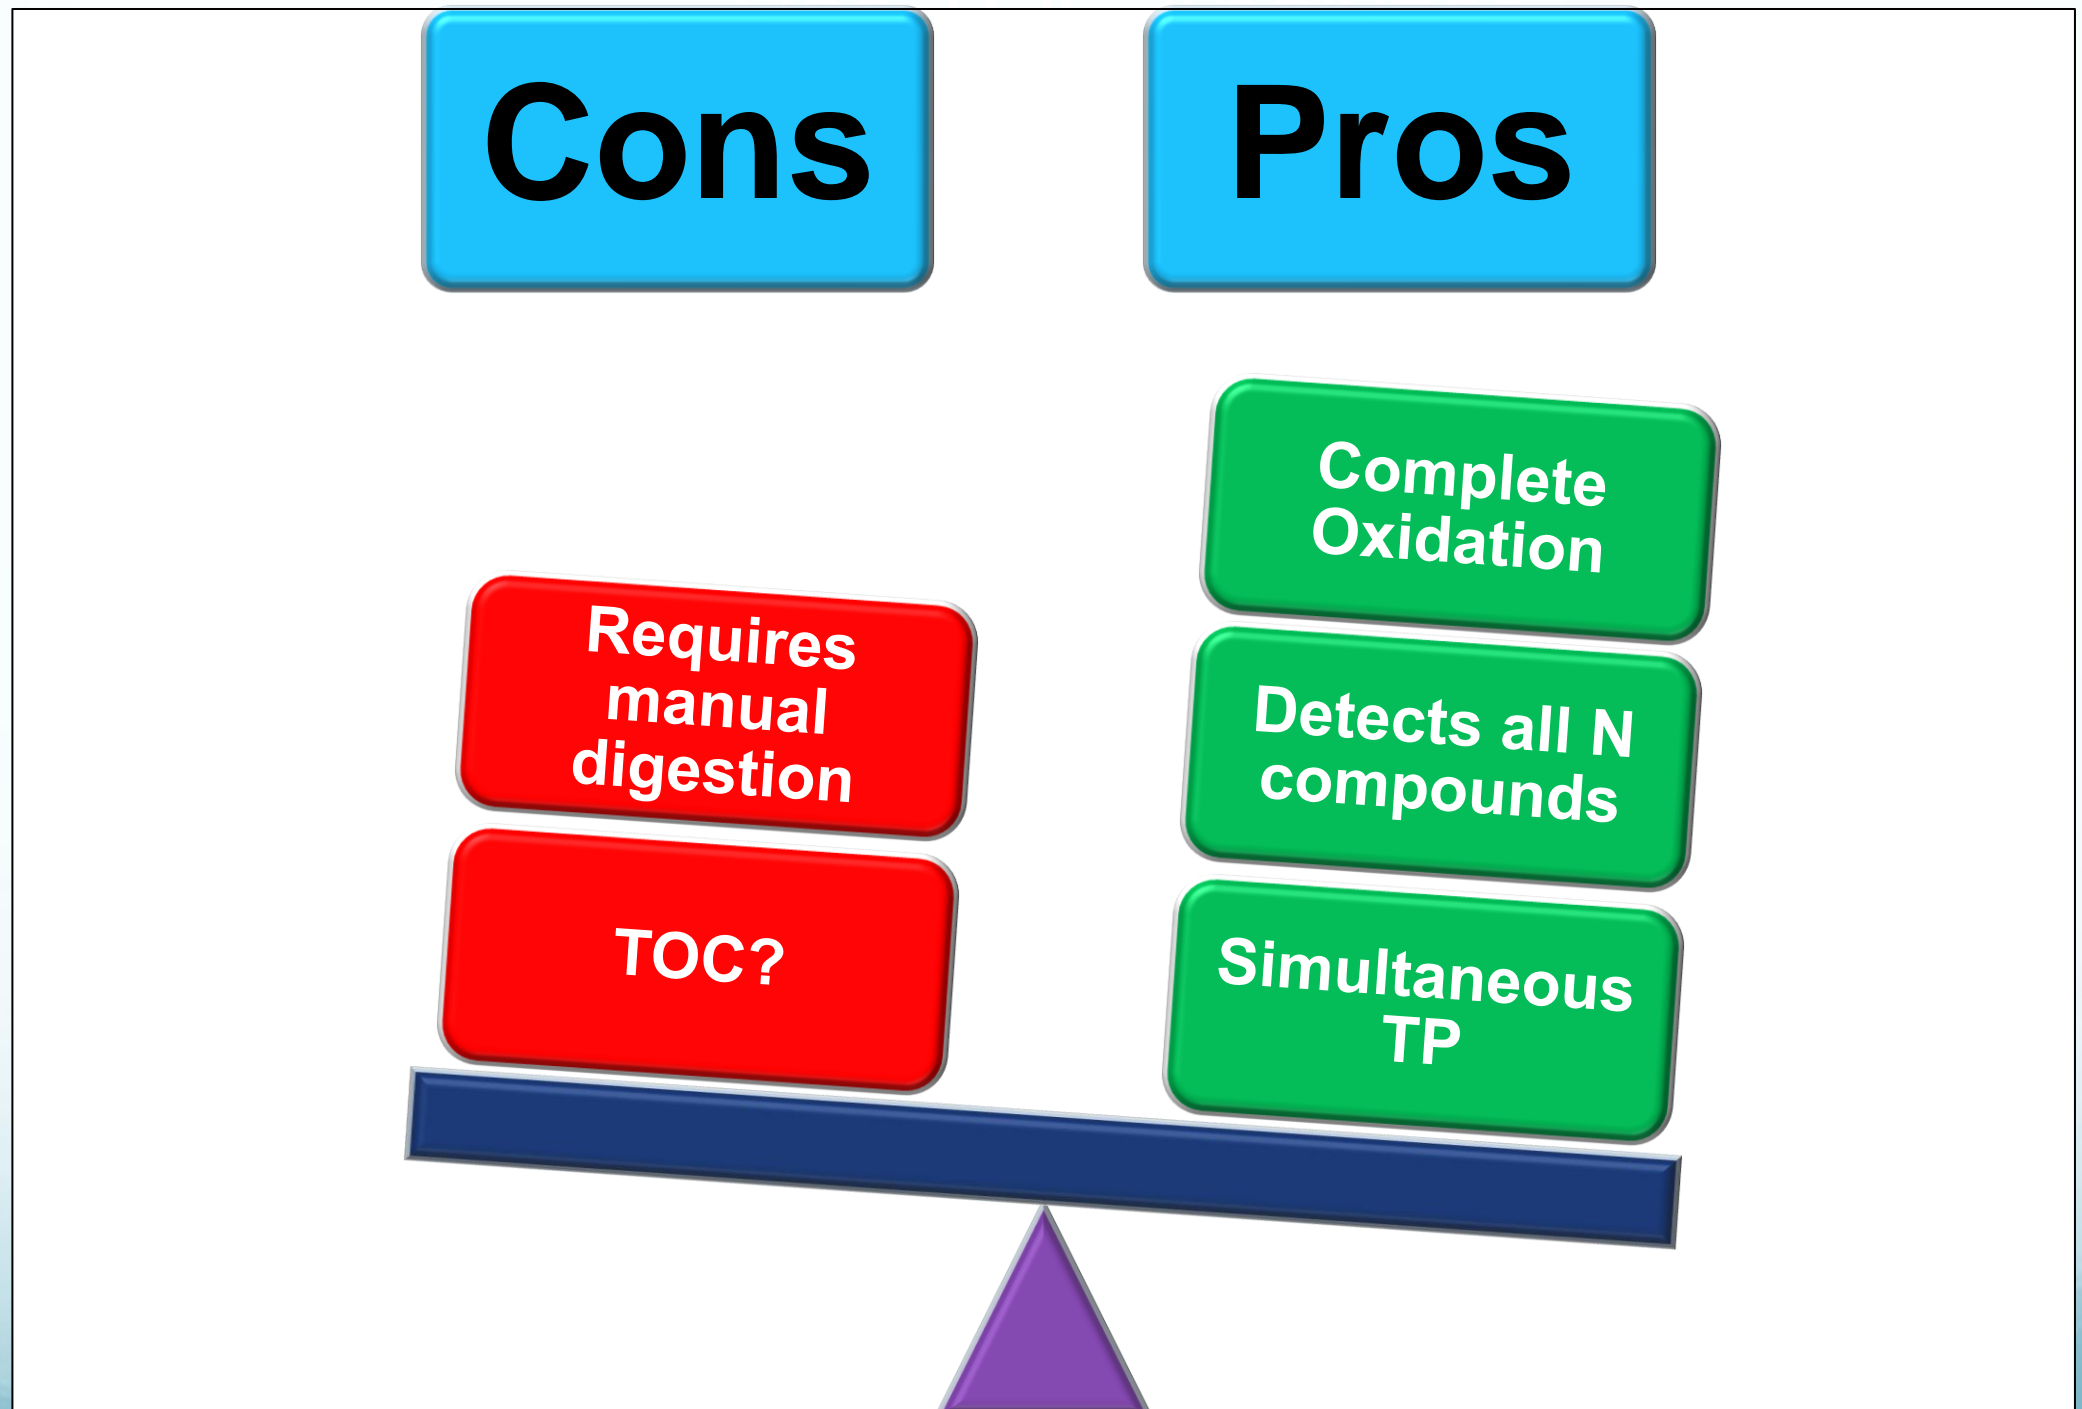 Cons
Pros
Requires
manual
digestion
TOC?
Complete
Oxidation
Detects all N
compounds
Simultaneous
TP